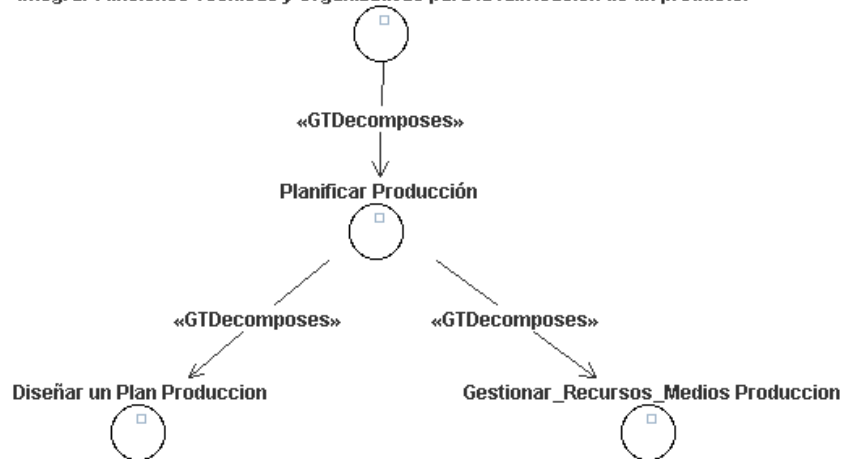 «GTDecomposes»
Planificar Producción
«GTDecomposes» «GTDecomposes»
Diseñar un Plan Produccion Gestionar_Recursos_Medios Produccion